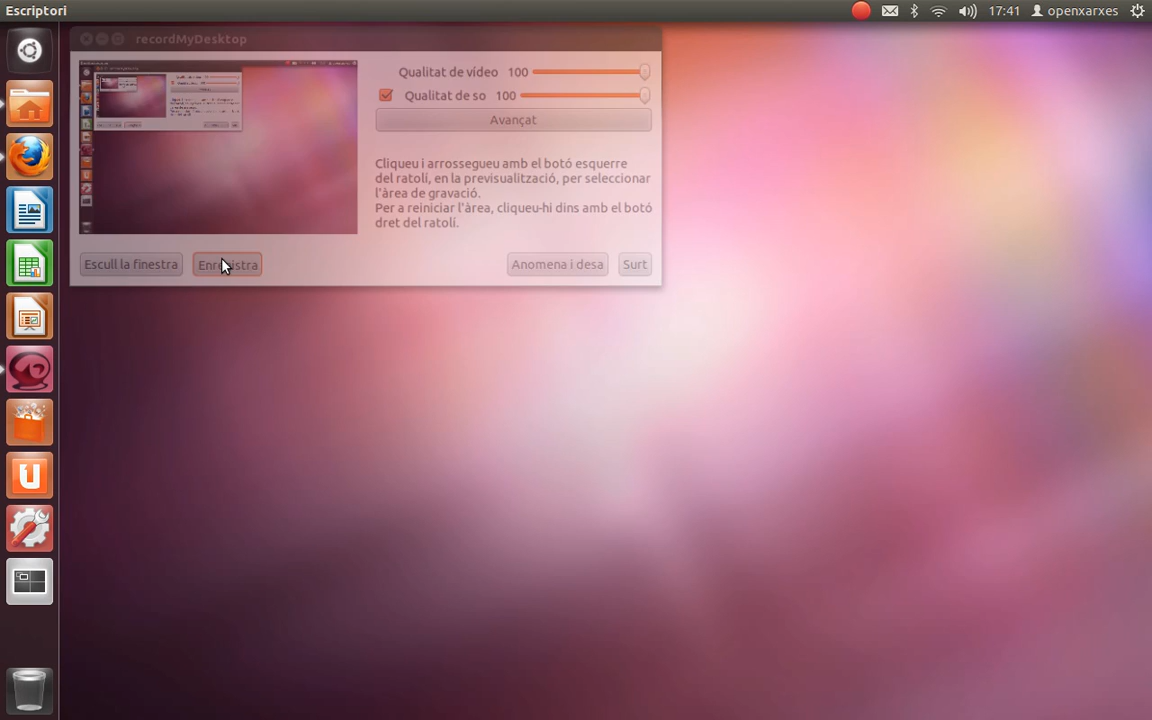 Escriptori
17:41
openxarxes
recordMyDesktop
Qualitat de vídeo 100
Qualitat de so 100
Avançat
Cliqueu i arrossegueu amb el botó esquerre
del ratolí, en la previsualització, per seleccionar
l'àrea de gravació.
Per a reiniciar l'àrea, cliqueu-hi dins amb el botó
dret del ratolí.
Escull la finestra
Enregistra
Anomena i desa
Surt